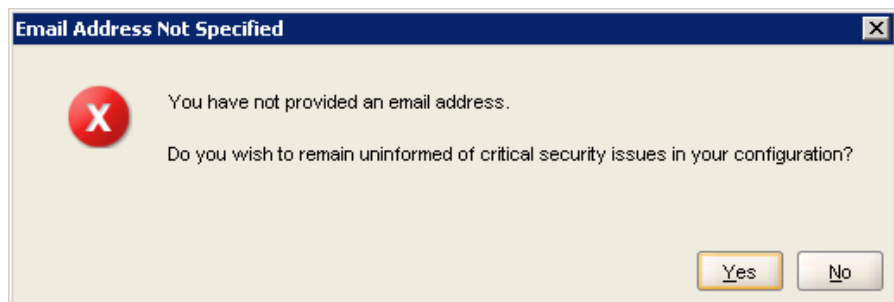 Email Address Not Specified
X
You have not provided an email address.
Do you wish to remain uninformed of critical security issues in your configuration?
Yes
No